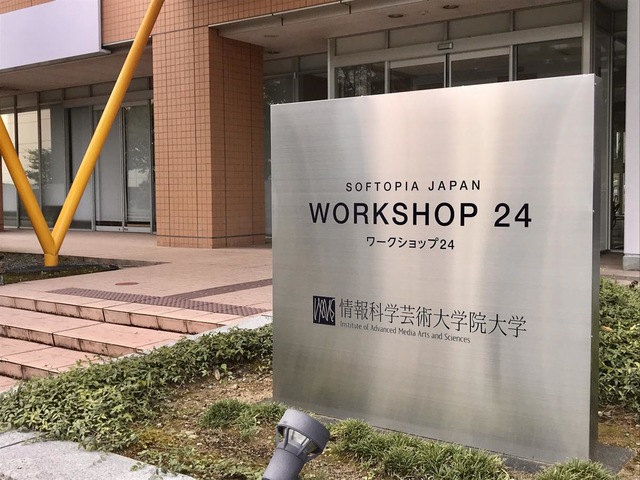 SOFTOPIA JAPAN
WORKSHOP 24
ワークショップ24
IAMAS 情報科学芸術大学院大学
Institute of Advanced Media Arts and Sciences